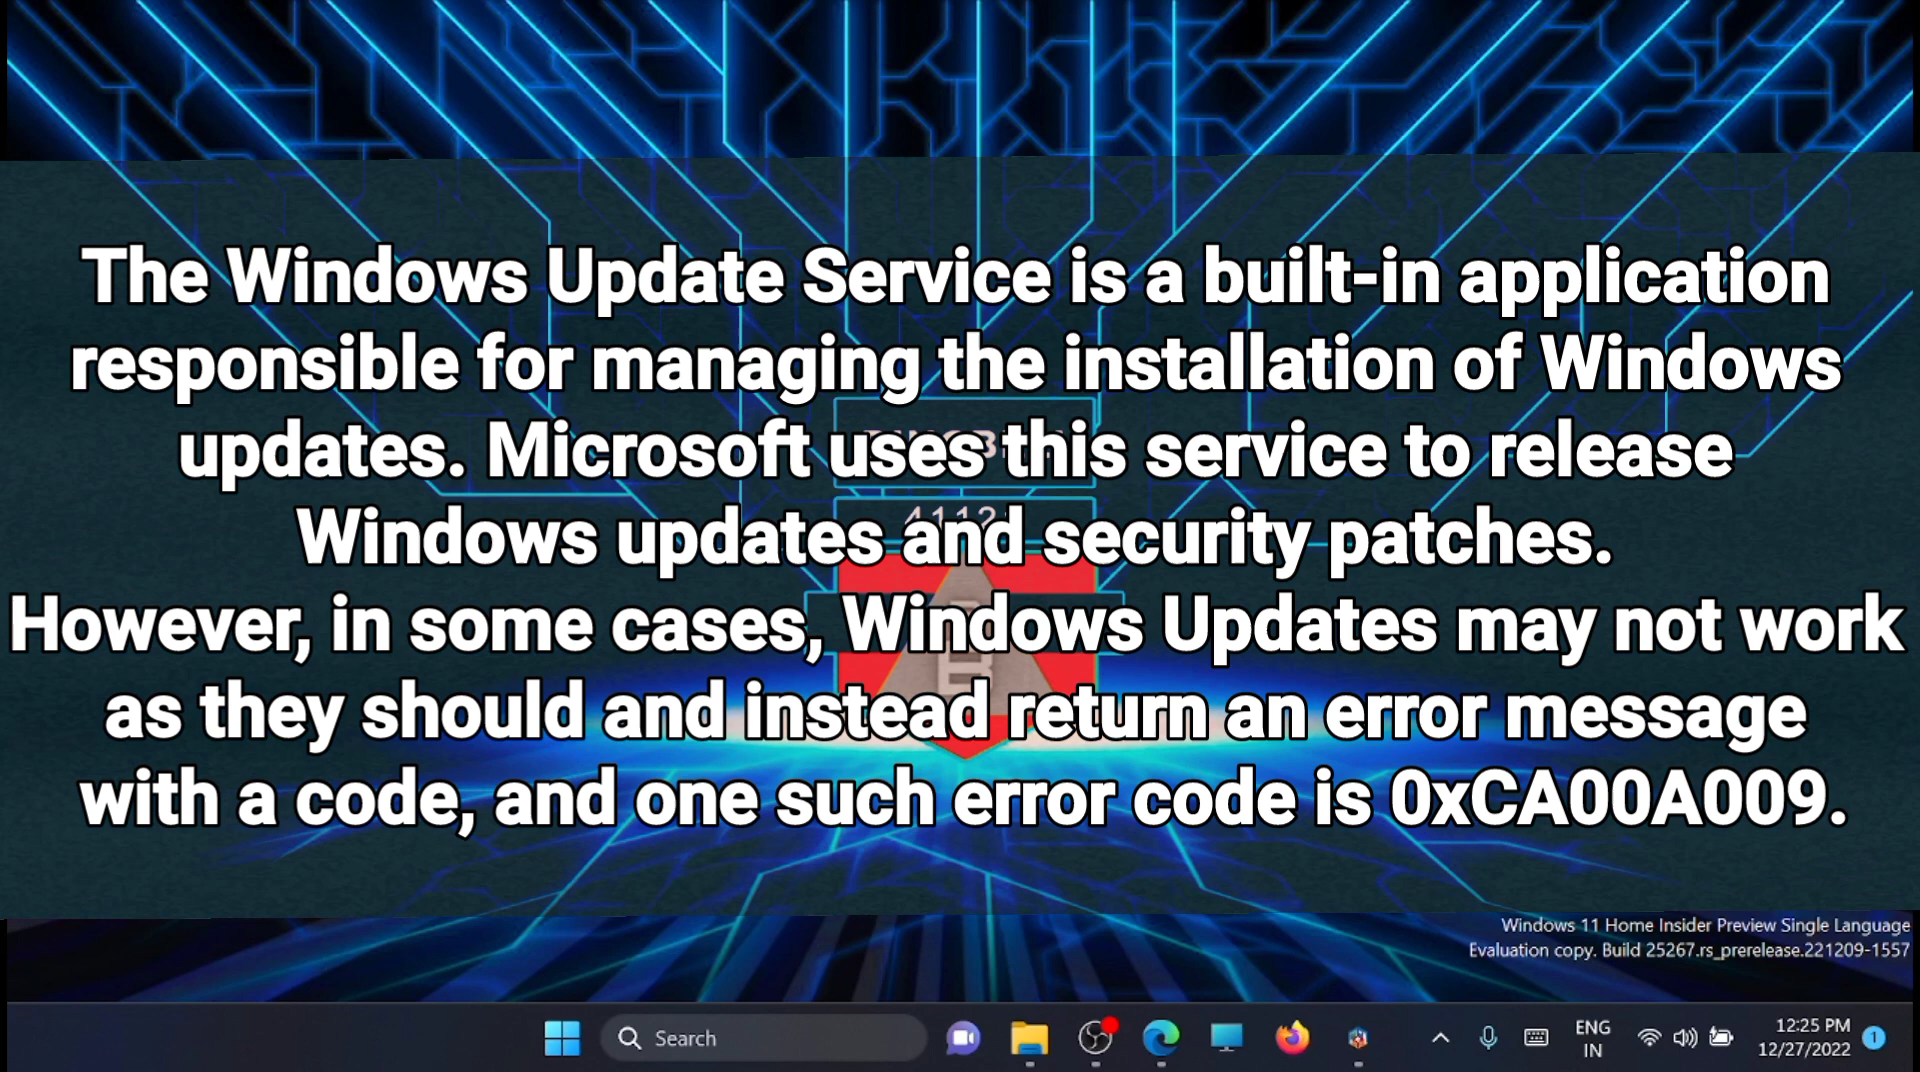 The Windows Update Service is a built-in application
responsible for managing the installation of Windows
updates. Microsoft uses this service to release
Windows updates and security patches.
However, in some cases, Windows Updates may not work
as they should and instead return an error message
with a code, and one such error code is 0xCA00A009.
Windows 11 Home Insider Preview Single Language
Evaluation copy. Build 25267.rs_prerelease.221209-1557
Search
ENG
IN
12:25 PM
12/27/2022
1